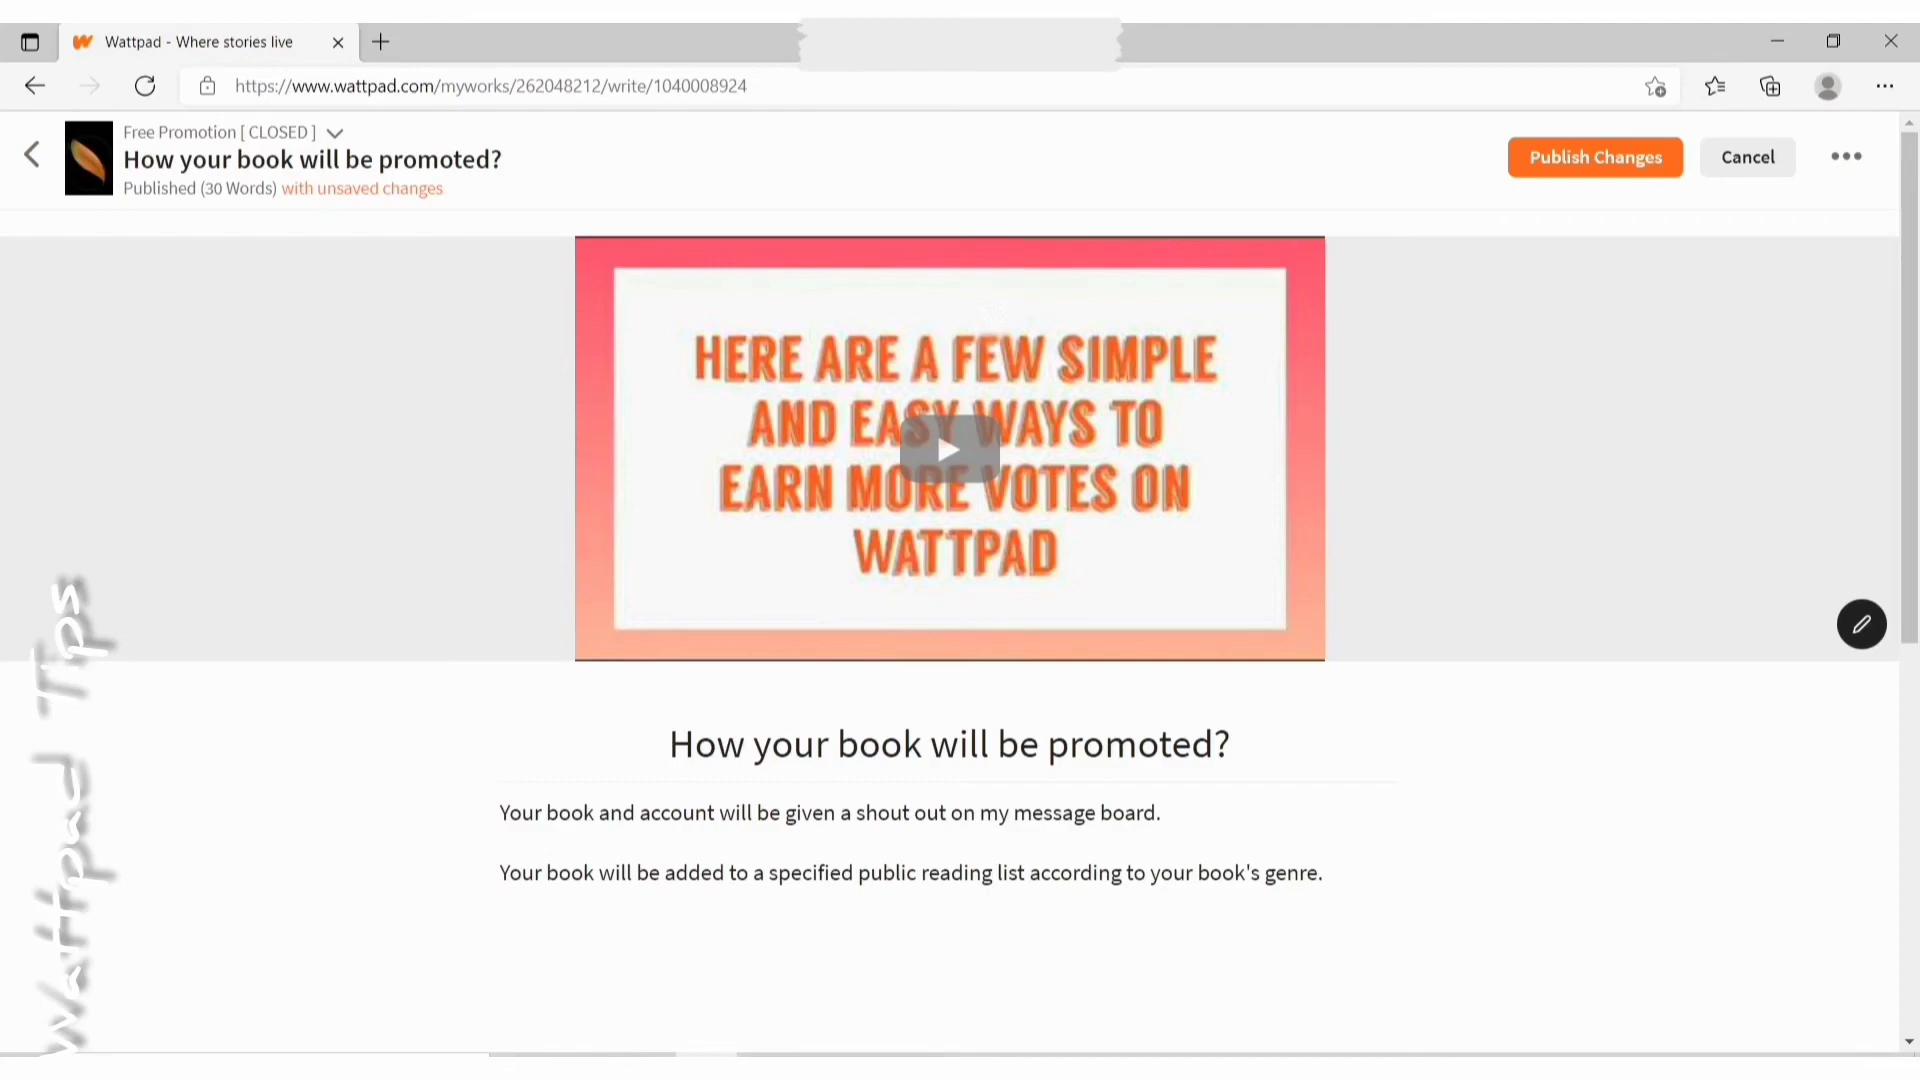 Wattpad - Where stories live
https://www.wattpad.com/myworks/262048212/write/1040008924
Free Promotion [ CLOSED ]
How your book will be promoted?
Published (30 Words) with unsaved changes
Publish Changes
Cancel
HERE ARE A FEW SIMPLE
AND EASY WAYS TO
EARN MORE VOTES ON
WATTPAD
How your book will be promoted?
Your book and account will be given a shout out on my message board.
Your book will be added to a specified public reading list according to your book's genre.
Wattpad Tips